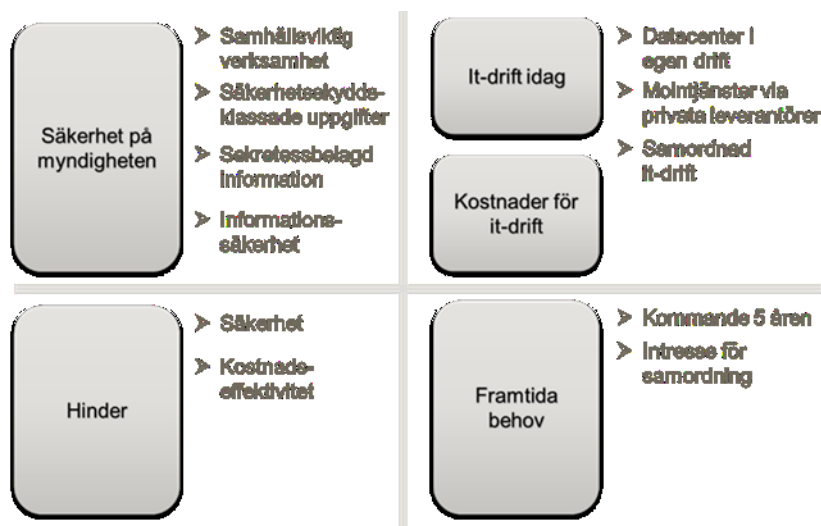 Säkerhet på
myndigheten
➢ Samhällsviktig
verksamhet
➢ Säkerhetsskydds-
klassade uppgifter
➢ Sekretessbelagd
information
➢ Informations-
säkerhet
It-drift idag
Kostnader för
it-drift
➢ Datacenter i
egen drift
➢ Molntjänster via
privata leverantörer
➢ Samordnad
it-drift
Hinder
➢ Säkerhet
➢ Kostnads-
effektivitet
Framtida
behov
➢ Kommande 5 åren
➢ Intresse för
samordning